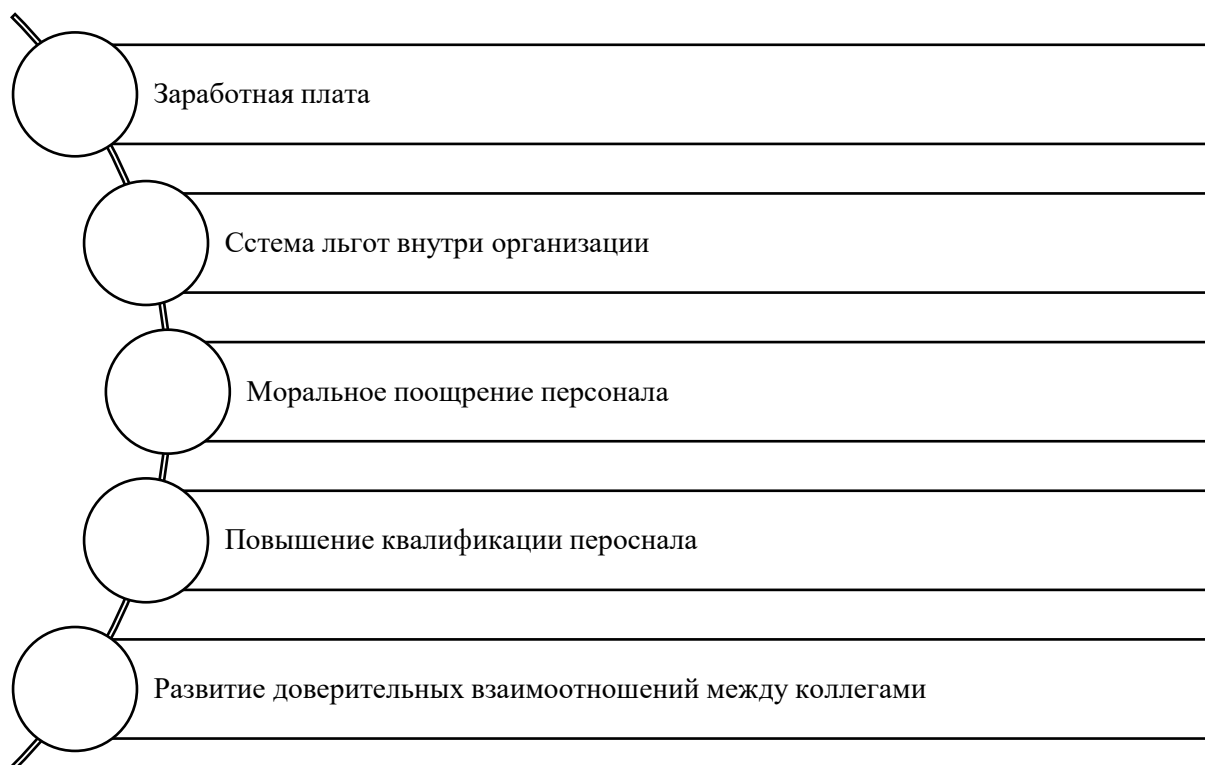 Заработная плата
Сстема льгот внутри организации
Моральное поощрение персонала
Повышение квалификации пероснала
Развитие доверительных взаимоотношений между коллегами